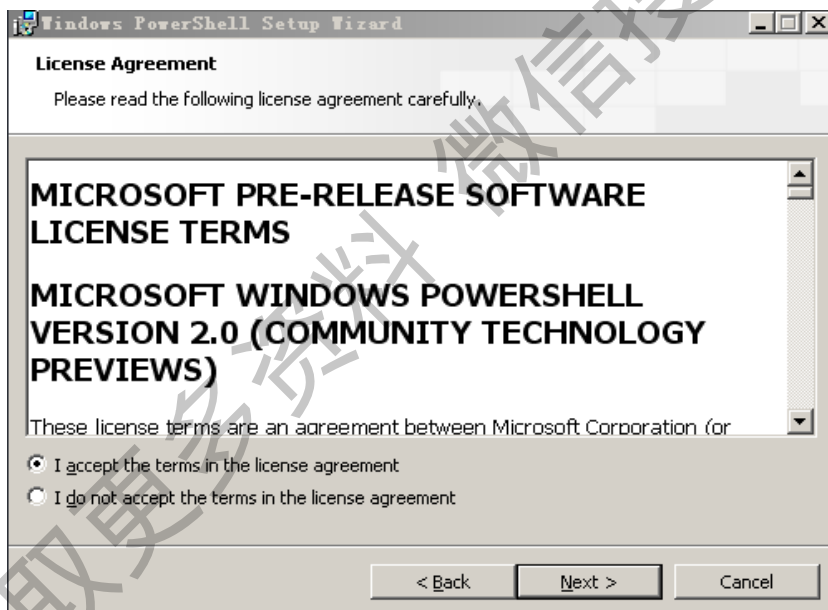 Windows PowerShell Setup Wizard
License Agreement
Please read the following license agreement carefully.
MICROSOFT PRE-RELEASE SOFTWARE
LICENSE TERMS
MICROSOFT WINDOWS POWERSHELL
VERSION 2.0 (COMMUNITY TECHNOLOGY
PREVIEWS)
These license terms are an agreement between Microsoft Corporation (or
I accept the terms in the license agreement
I do not accept the terms in the license agreement
< Back
Next >
Cancel
取更多资料 微信搜